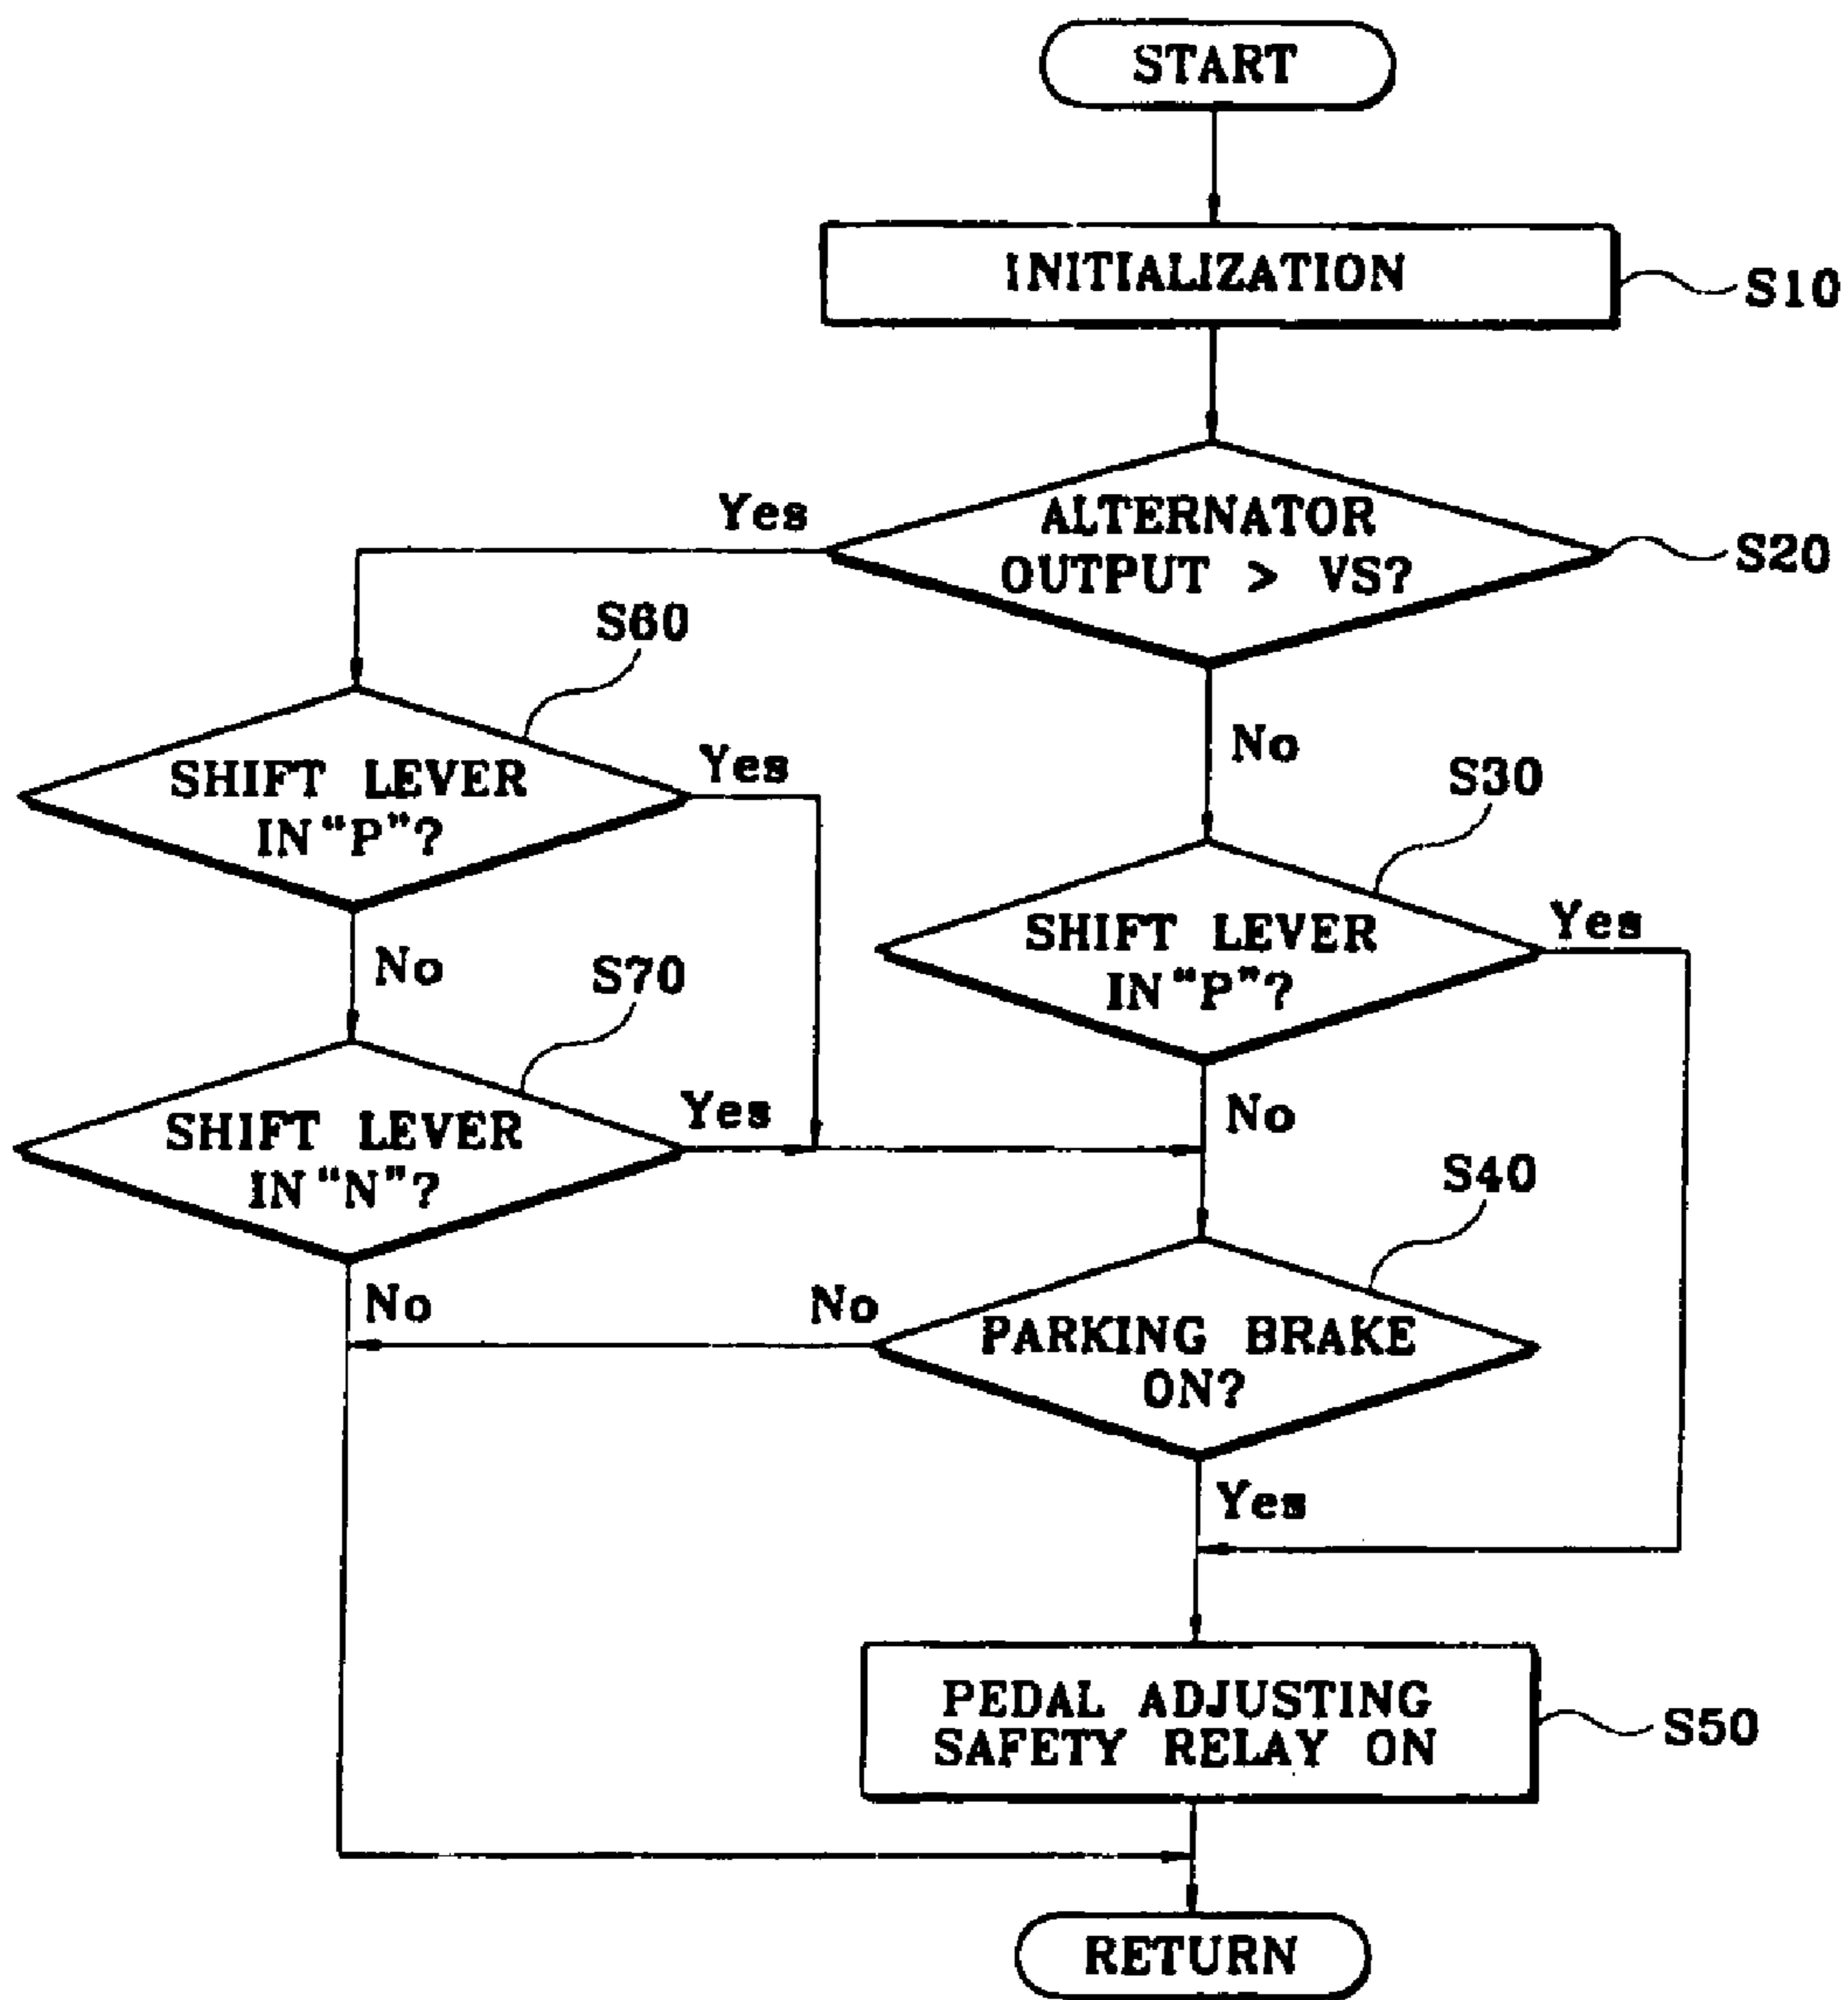 START
INITIALIZATION
S10
Yes
ALTERNATOR
OUTPUT > VS?
S20
S60
SHIFT LEVER
IN "P"?
Yes
No
S30
SHIFT LEVER
IN "P"?
Yes
No
S70
SHIFT LEVER
IN "N"?
Yes
No
S40
No
No
PARKING BRAKE
ON?
Yes
PEDAL ADJUSTING
SAFETY RELAY ON
S50
RETURN